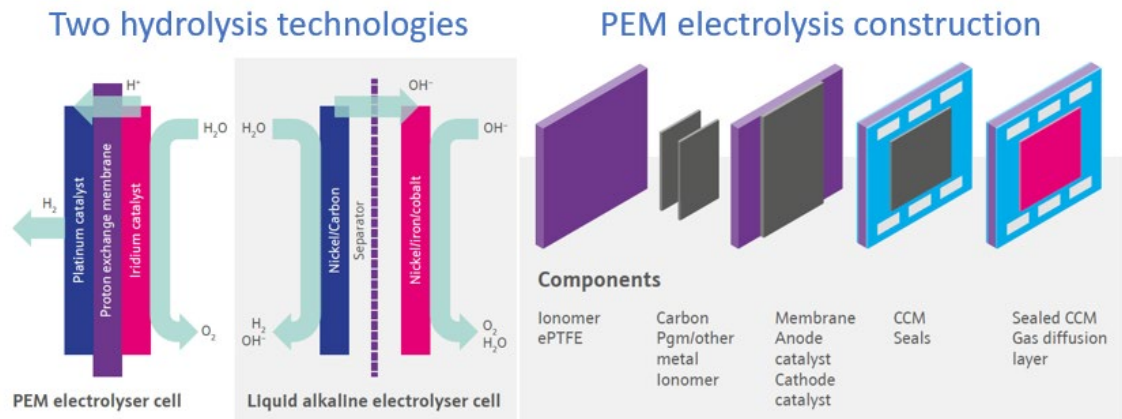 Two hydrolysis technologies
PEM electrolysis construction
H⁺
H₂O
H₂
O₂
Platinum catalyst
Proton exchange membrane
Iridium catalyst
PEM electrolyser cell
OH⁻
H₂O
OH⁻
Nickel/Carbon
Separator
Nickel/iron/cobalt
H₂
OH⁻
O₂
H₂O
Liquid alkaline electrolyser cell
Components
Ionomer
ePTFE
Carbon
Pgm/other
metal
Ionomer
Membrane
Anode
catalyst
Cathode
catalyst
CCM
Seals
Sealed CCM
Gas diffusion
layer